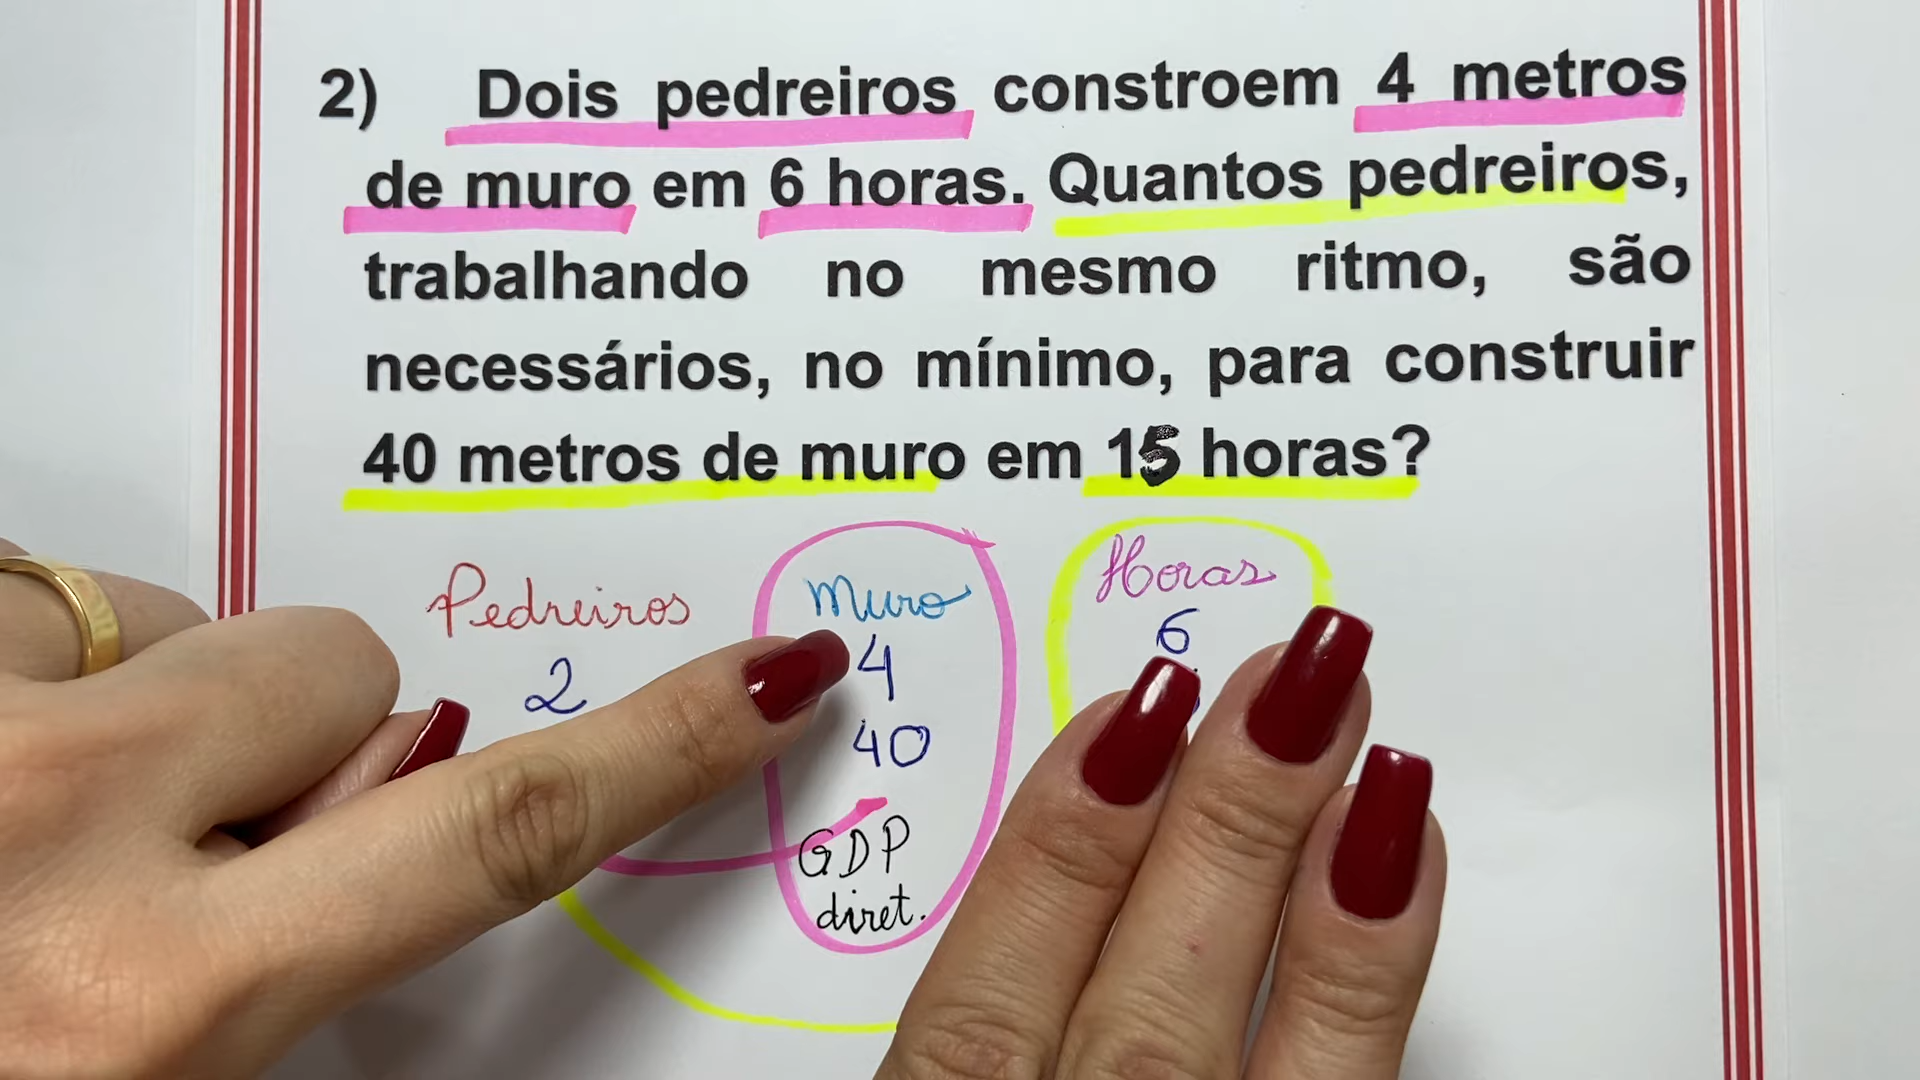 2) Dois pedreiros constroem 4 metros
de muro em 6 horas. Quantos pedreiros,
trabalhando no mesmo ritmo, são
necessários, no mínimo, para construir
40 metros de muro em 15 horas?
Pedreiros Muro Horas
2 4 6
40
GDP
diret.